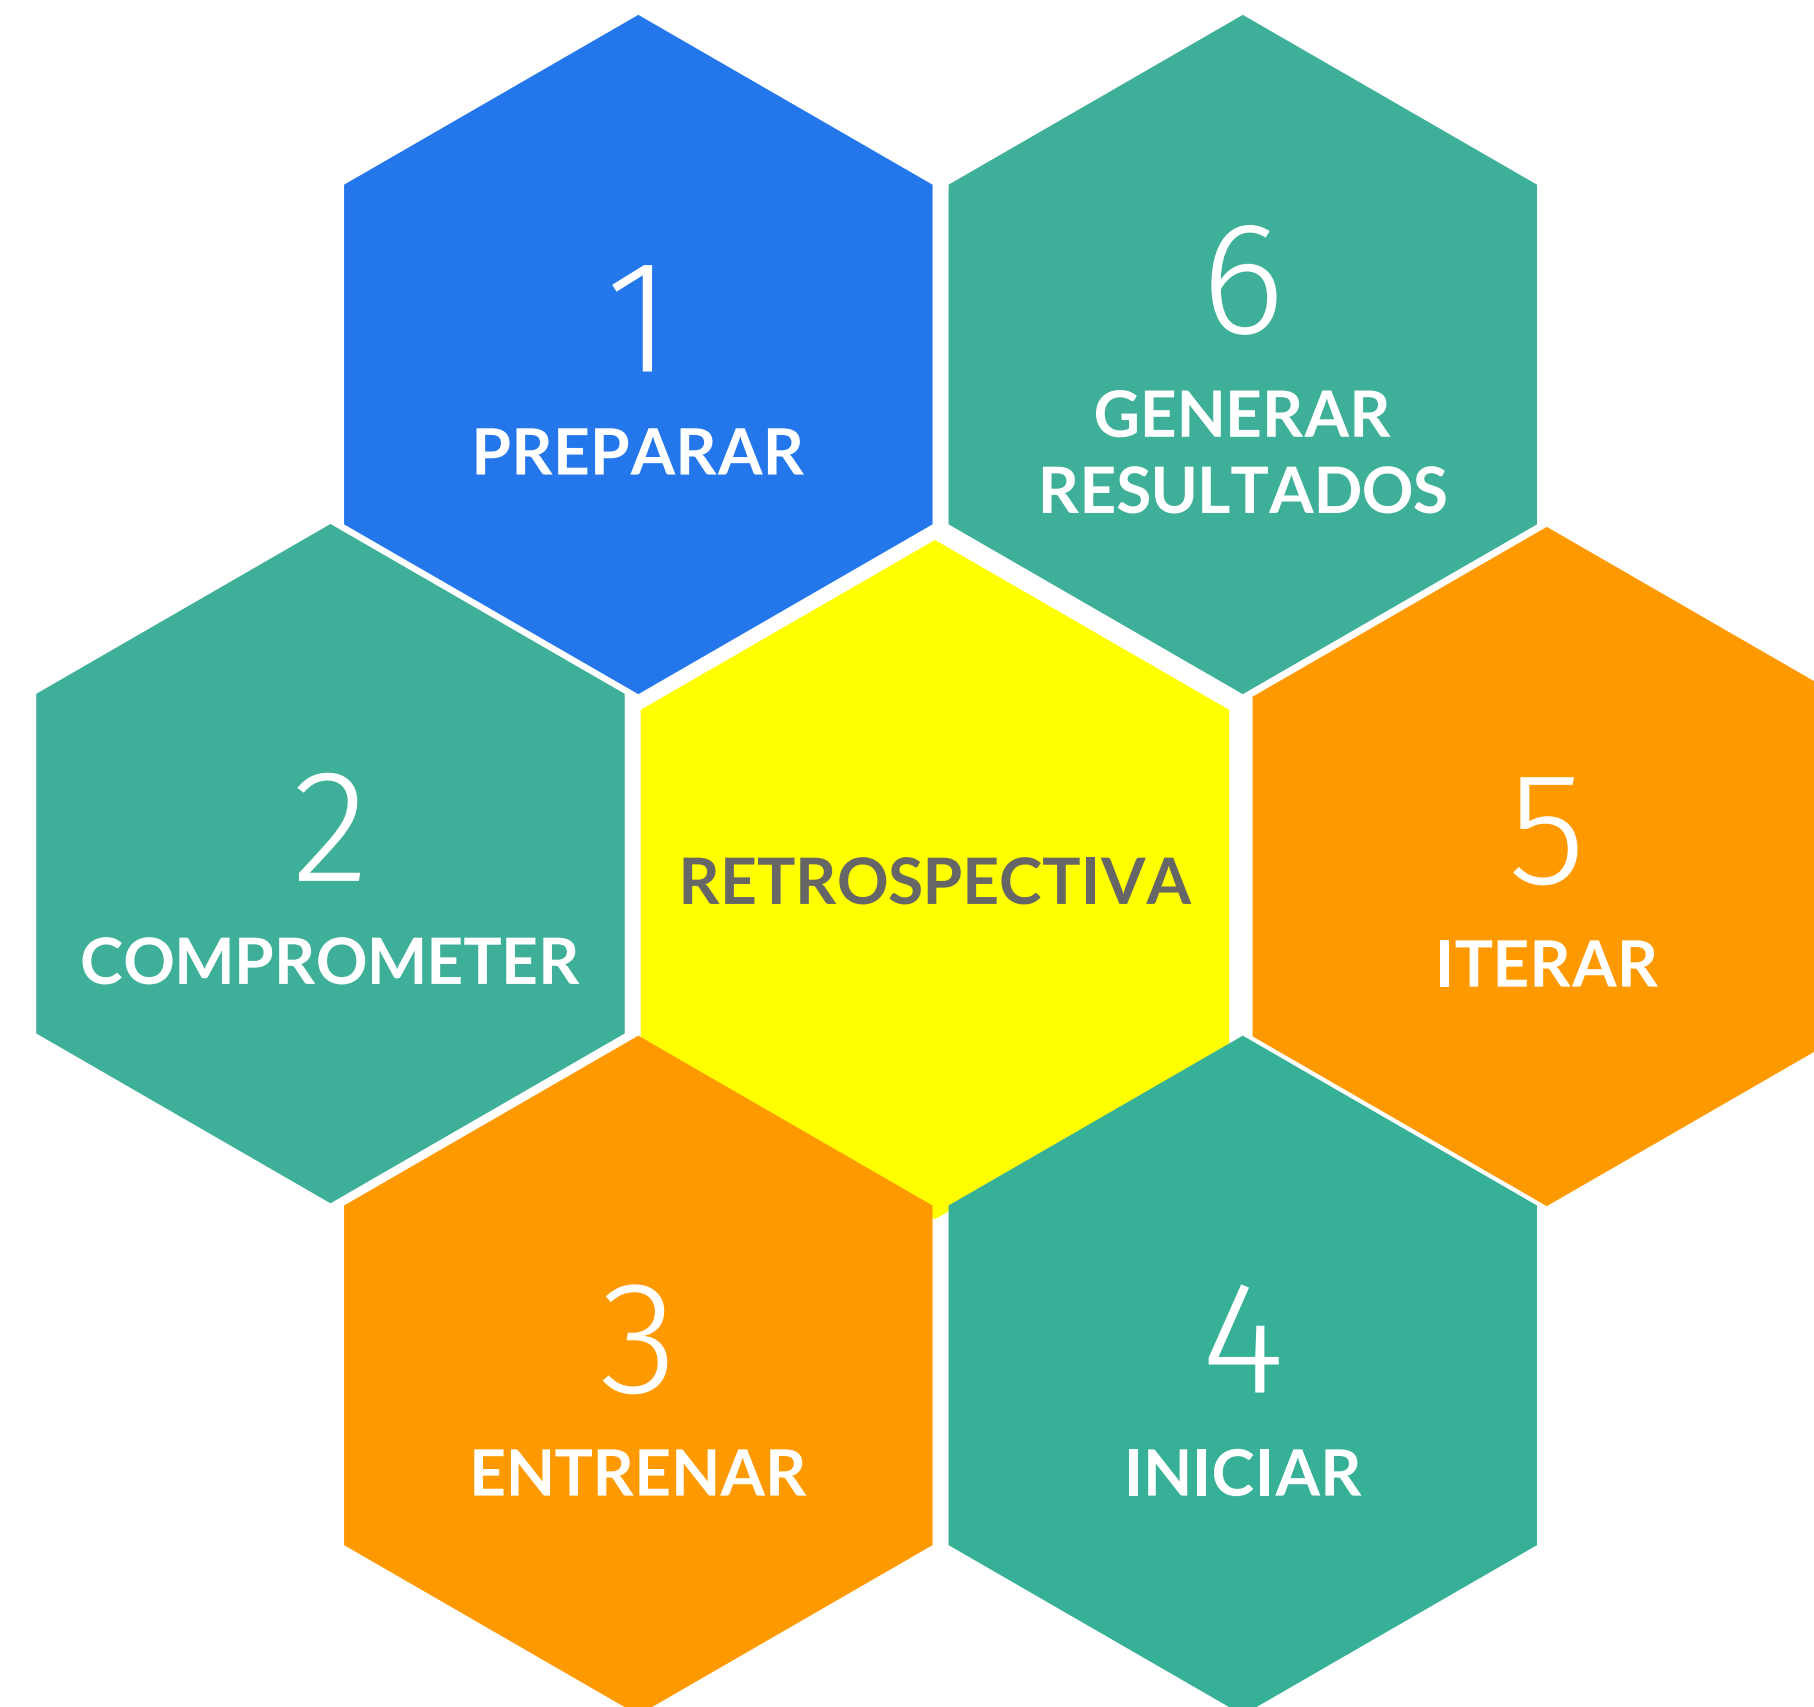 1
PREPARAR
6
GENERAR
RESULTADOS
2
COMPROMETER
RETROSPECTIVA
5
ITERAR
3
ENTRENAR
4
INICIAR